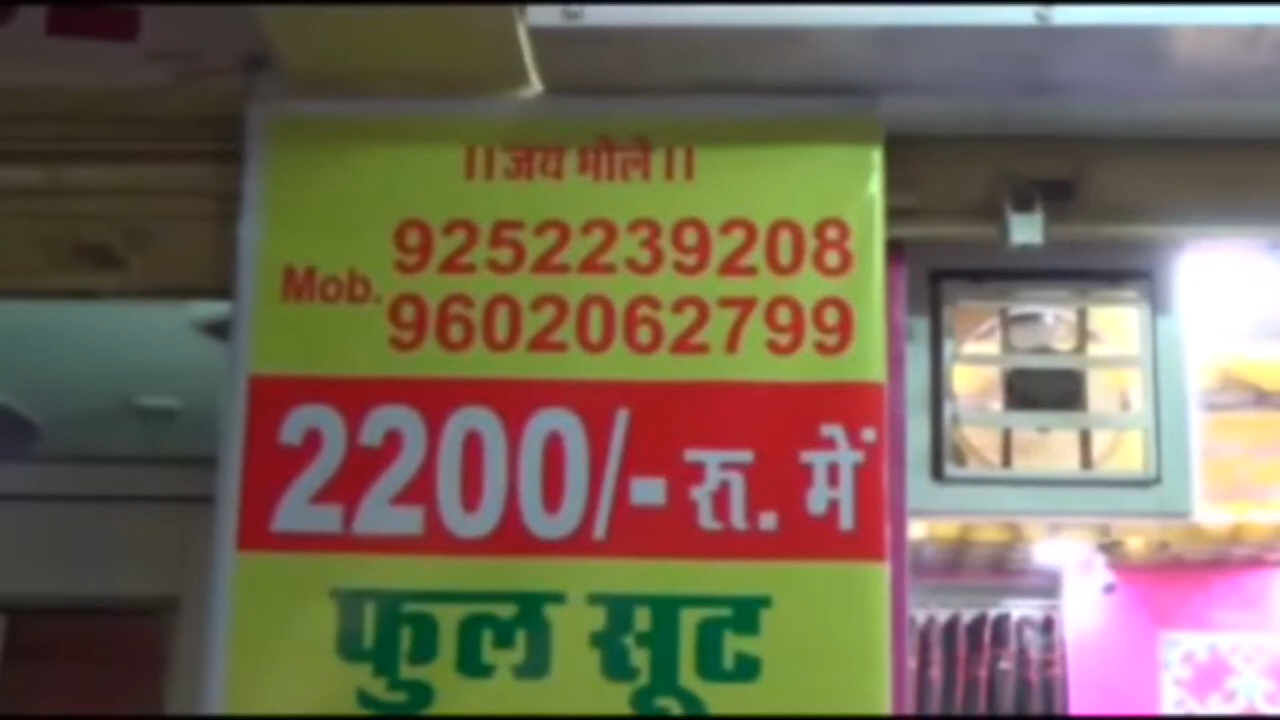 ।।जय भोले।।
9252239208
Mob.
9602062799
2200/- रु. में
फुल सूट